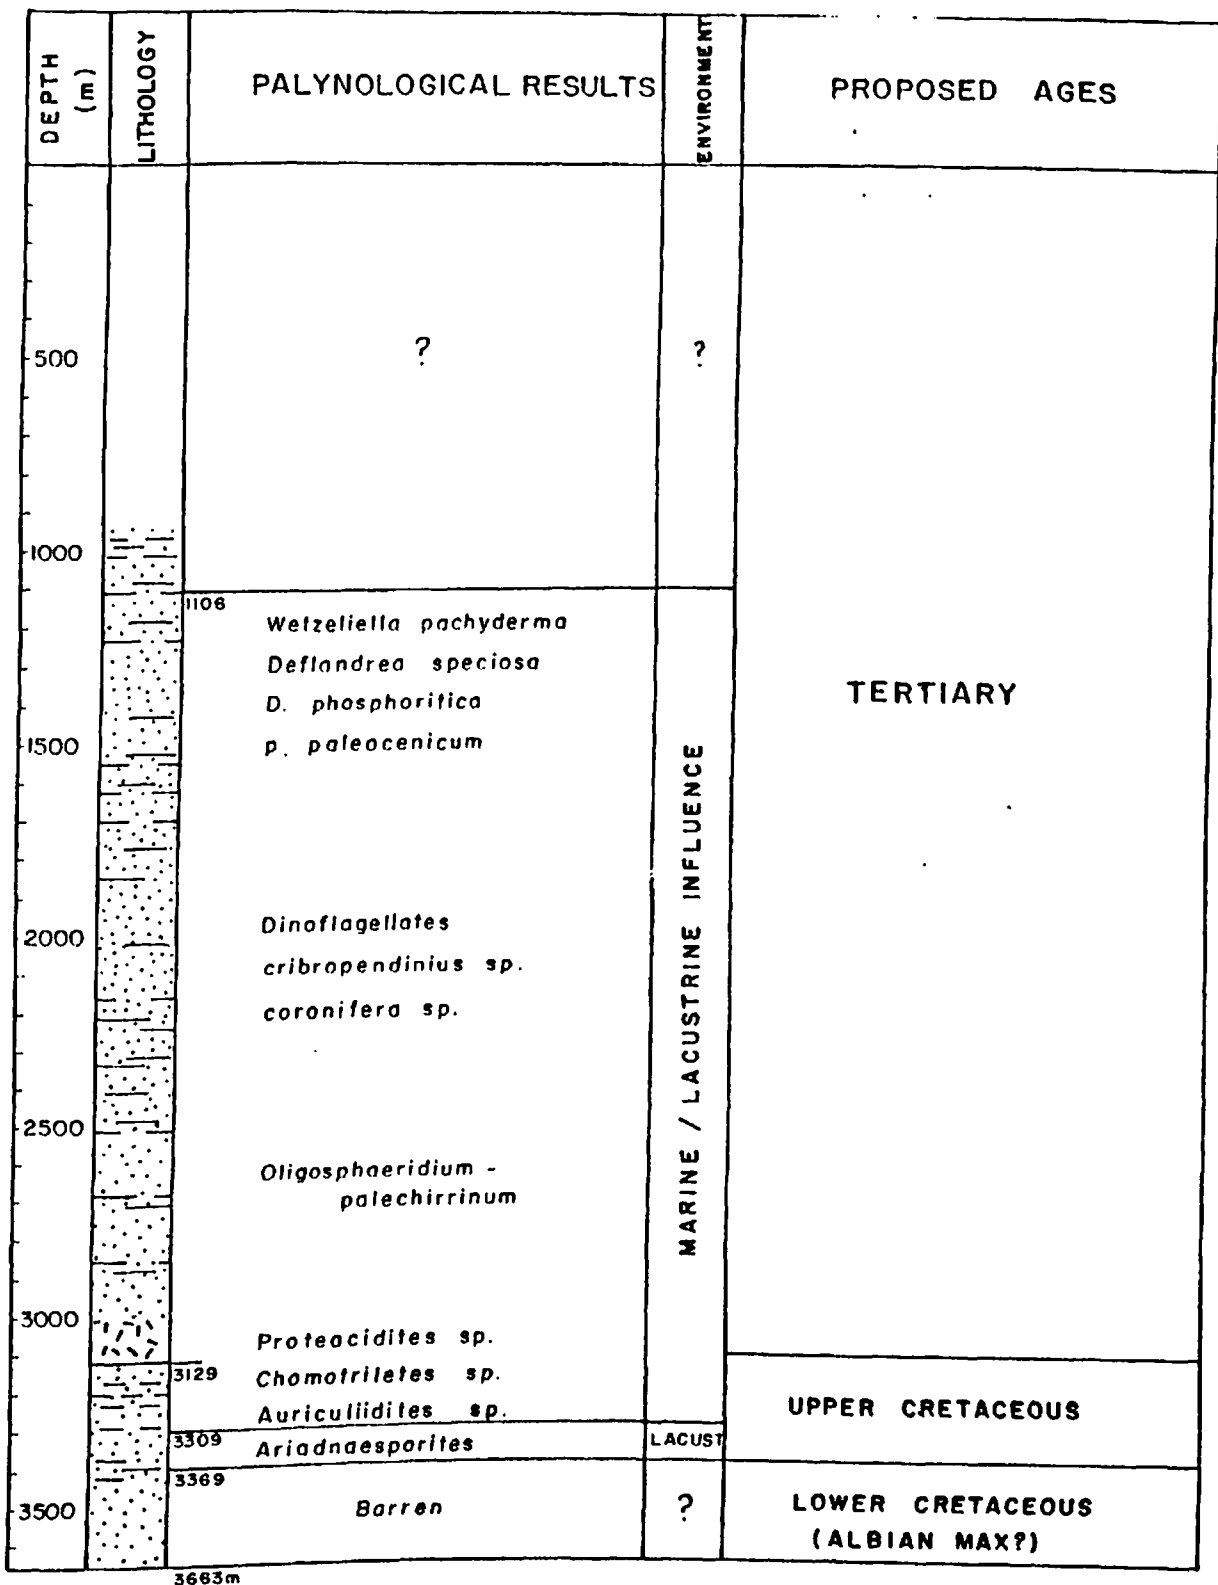 DEPTH (m)
LITHOLOGY
PALYNOLOGICAL RESULTS
ENVIRONMENT
PROPOSED AGES
500
?
?
1000
1106
Wetzeliella pachyderma
Deflandrea speciosa
D. phosphoritica
TERTIARY
1500
p. paleocenicum
MARINE / LACUSTRINE INFLUENCE
2000
Dinoflagellates
cribropendinius sp.
coronifera sp.
2500
Oligosphaeridium -
palechirrinum
3000
Proteacidites sp.
3129
Chomotriletes sp.
Auriculiidites sp.
UPPER CRETACEOUS
3309
Ariadnaesporites
LACUST
3369
3500
Barren
?
LOWER CRETACEOUS
(ALBIAN MAX?)
3663m